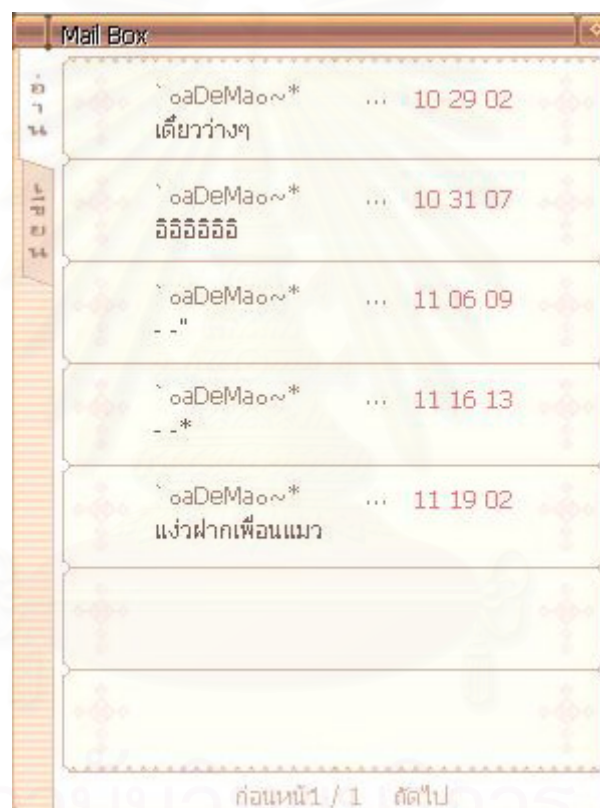 Mail Box
อ่าน
เขียน
`oaDeMao~* ... 10 29 02
เดี๋ยวว่างๆ
`oaDeMao~* ... 10 31 07
อิอิอิอิอิอิ
`oaDeMao~* ... 11 06 09
- -"
`oaDeMao~* ... 11 16 13
- -*
`oaDeMao~* ... 11 19 02
แง่วฝากเพื่อนแมว
ก่อนหน้1 / 1 ถัดไป